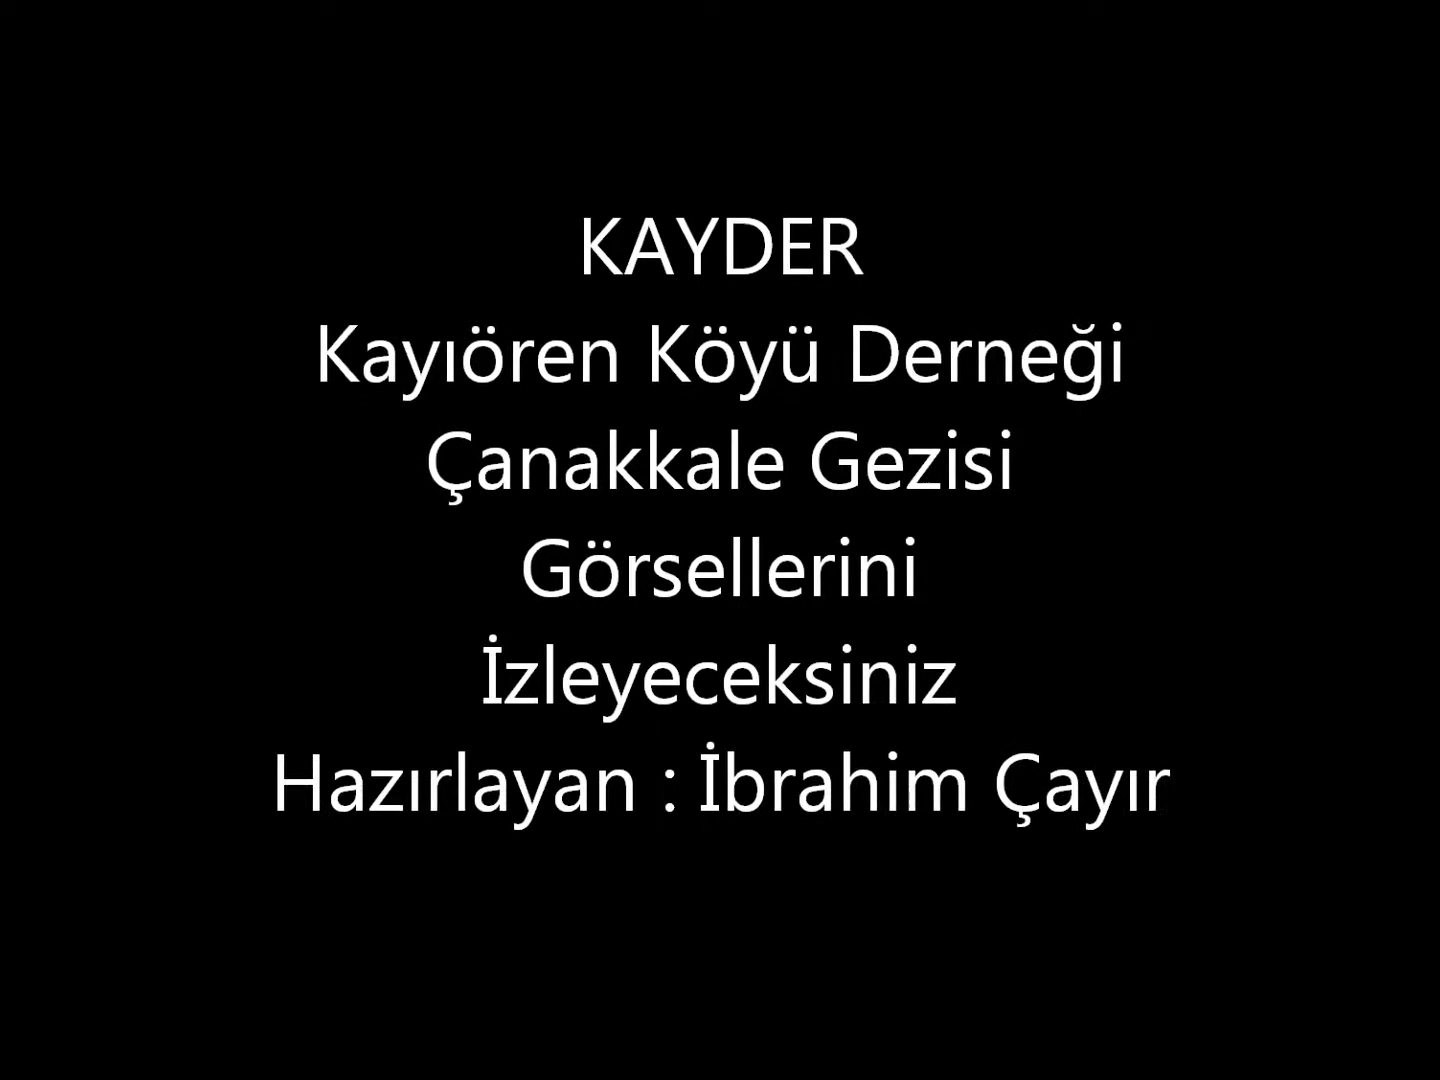 KAYDER
Kayıören Köyü Derneği
Çanakkale Gezisi
Görsellerini
İzleyeceksiniz
Hazırlayan : İbrahim Çayır